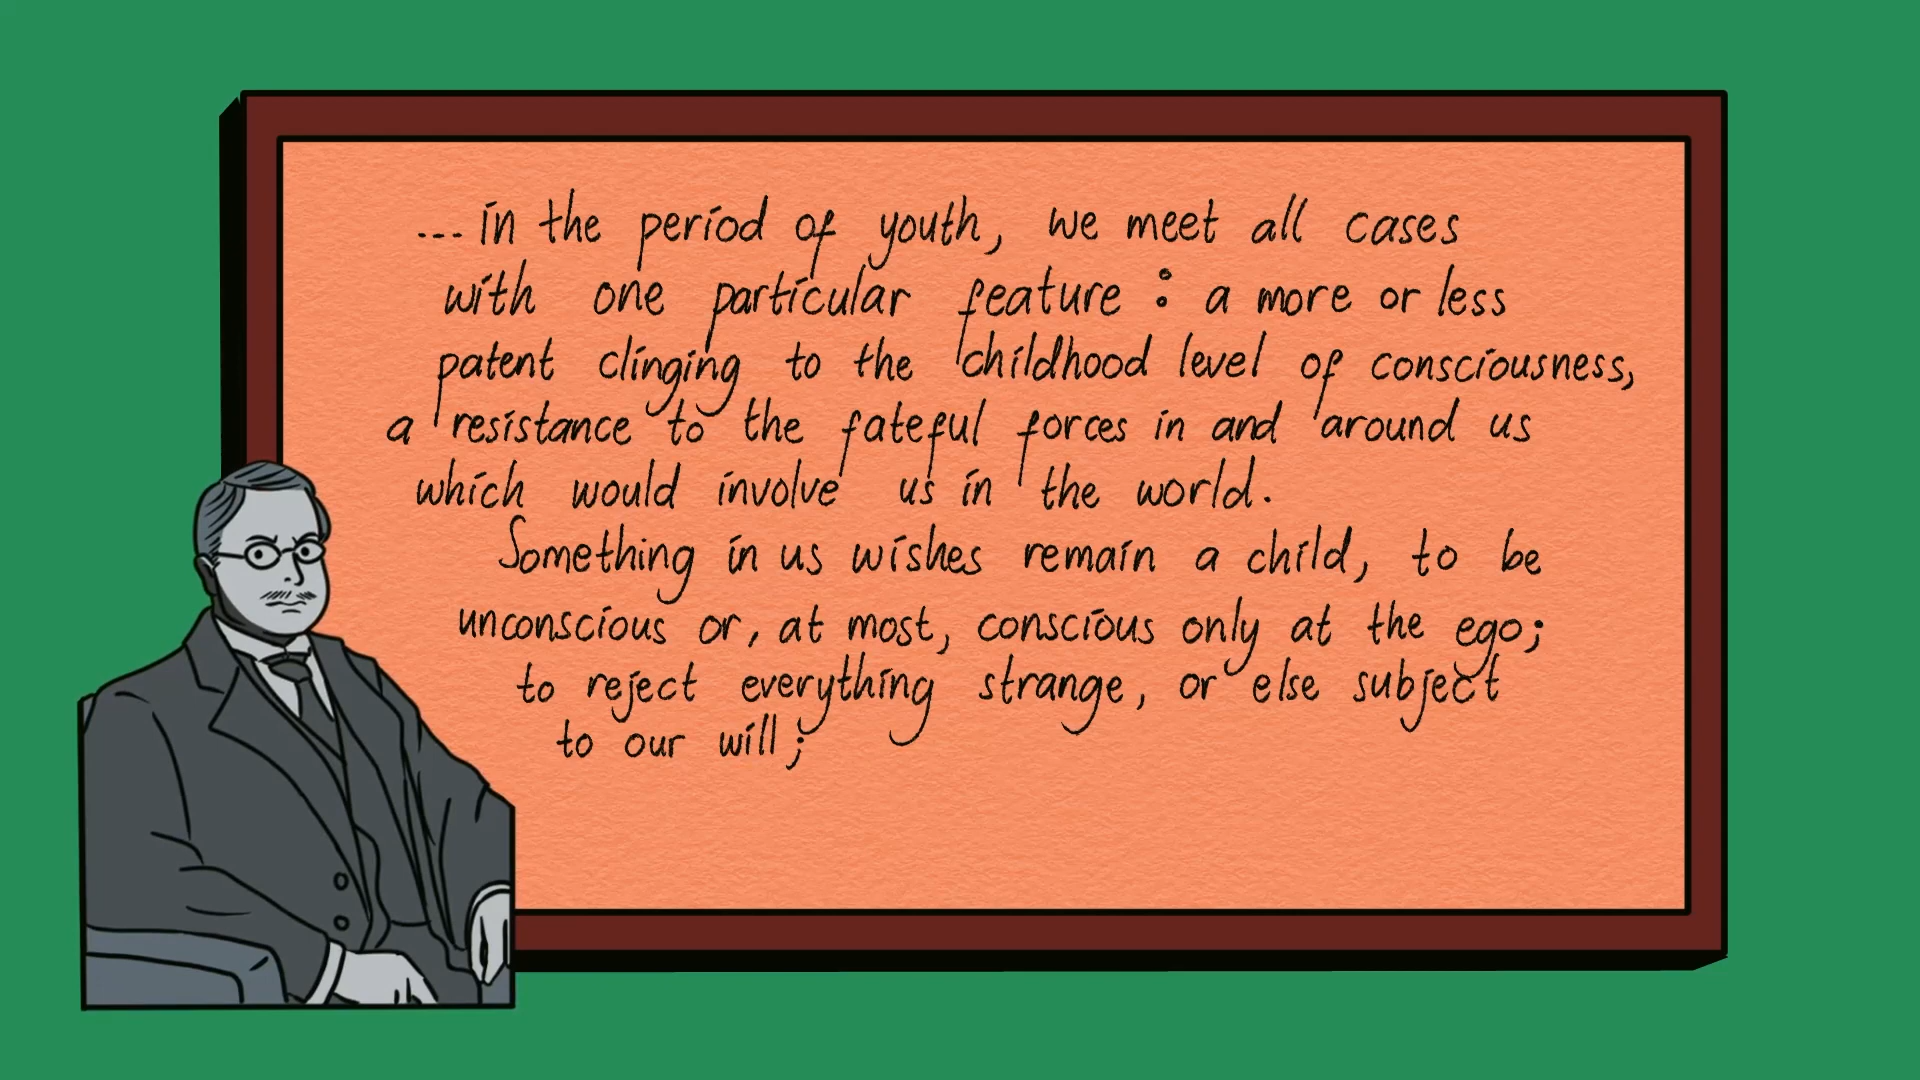 ... in the period of youth, we meet all cases
with one particular feature : a more or less
patent clinging to the childhood level of consciousness,
a resistance to the fateful forces in and around us
which would involve us in the world.
Something in us wishes remain a child, to be
unconscious or, at most, conscious only at the ego;
to reject everything strange, or else subject
to our will;